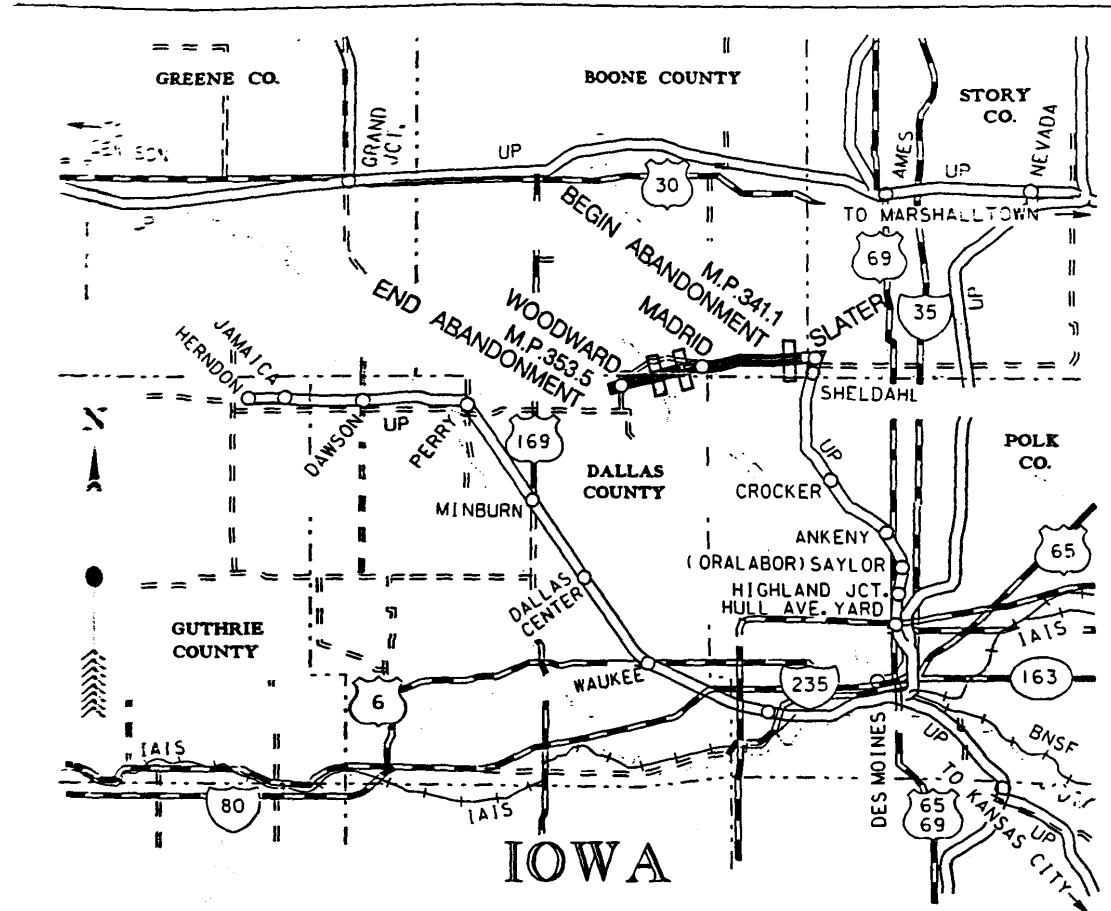 GREENE CO.
BOONE COUNTY
STORY
CO.
GRAND
JCT.
UP
30
AMES
UP
NEVADA
TO MARSHALLTOWN
69
35
UP
BEGIN ABANDONMENT
M.P.341.1
END ABANDONMENT
WOODWARD
M.P.353.5
MADRID
SLATER
SHELDAHL
HERNDON
JAMAICA
DAWSON
UP
PERRY
169
MINBURN
DALLAS
COUNTY
UP
CROCKER
POLK
CO.
ANKENY
(ORALABOR) SAYLOR
65
HIGHLAND JCT.
HULL AVE. YARD
DALLAS
CENTER
GUTHRIE
COUNTY
IAIS
WAUKEE
6
235
163
DES MOINES
UP
BNSF
IAIS
80
IAIS
65
69
TO
KANSAS CITY
UP
IOWA